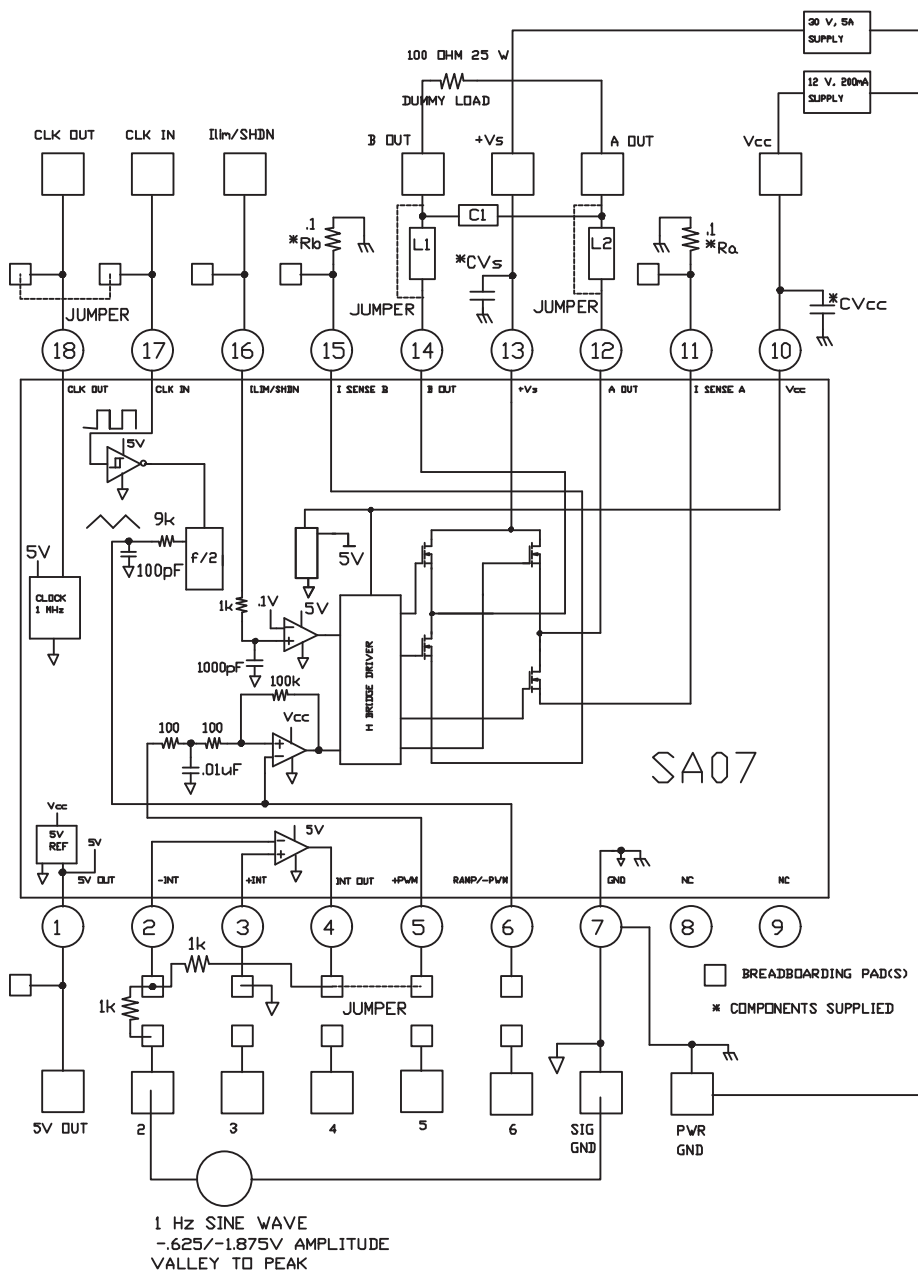 30 V, 5A
SUPPLY
100 OHM 25 W
DUMMY LOAD
12 V, 200mA
SUPPLY
CLK OUT
CLK IN
Ilim/SHDN
B OUT
+Vs
A OUT
Vcc
.1
*Rb
C1
L1
L2
*CVs
.1
*Ra
*CVcc
JUMPER
JUMPER
JUMPER
18
17
16
15
14
13
12
11
10
CLK OUT
CLK IN
ILIM/SHDN
I SENSE B
B OUT
+Vs
A OUT
I SENSE A
Vcc
5V
9k
f/2
100pF
5V
CLOCK
1 MHz
5V
1k
.1V
5V
1000pF
H BRIDGE DRIVER
100k
Vcc
100
100
.01uF
SA07
Vcc
5V
REF
5V
5V
5V OUT
-INT
+INT
INT OUT
+PWM
RAMP/-PWM
GND
NC
NC
1
2
3
4
5
6
7
8
9
1k
1k
JUMPER
BREADBOARDING PAD(S)
* COMPONENTS SUPPLIED
5V OUT
2
3
4
5
6
SIG
GND
PWR
GND
1 Hz SINE WAVE
-.625/-1.875V AMPLITUDE
VALLEY TO PEAK